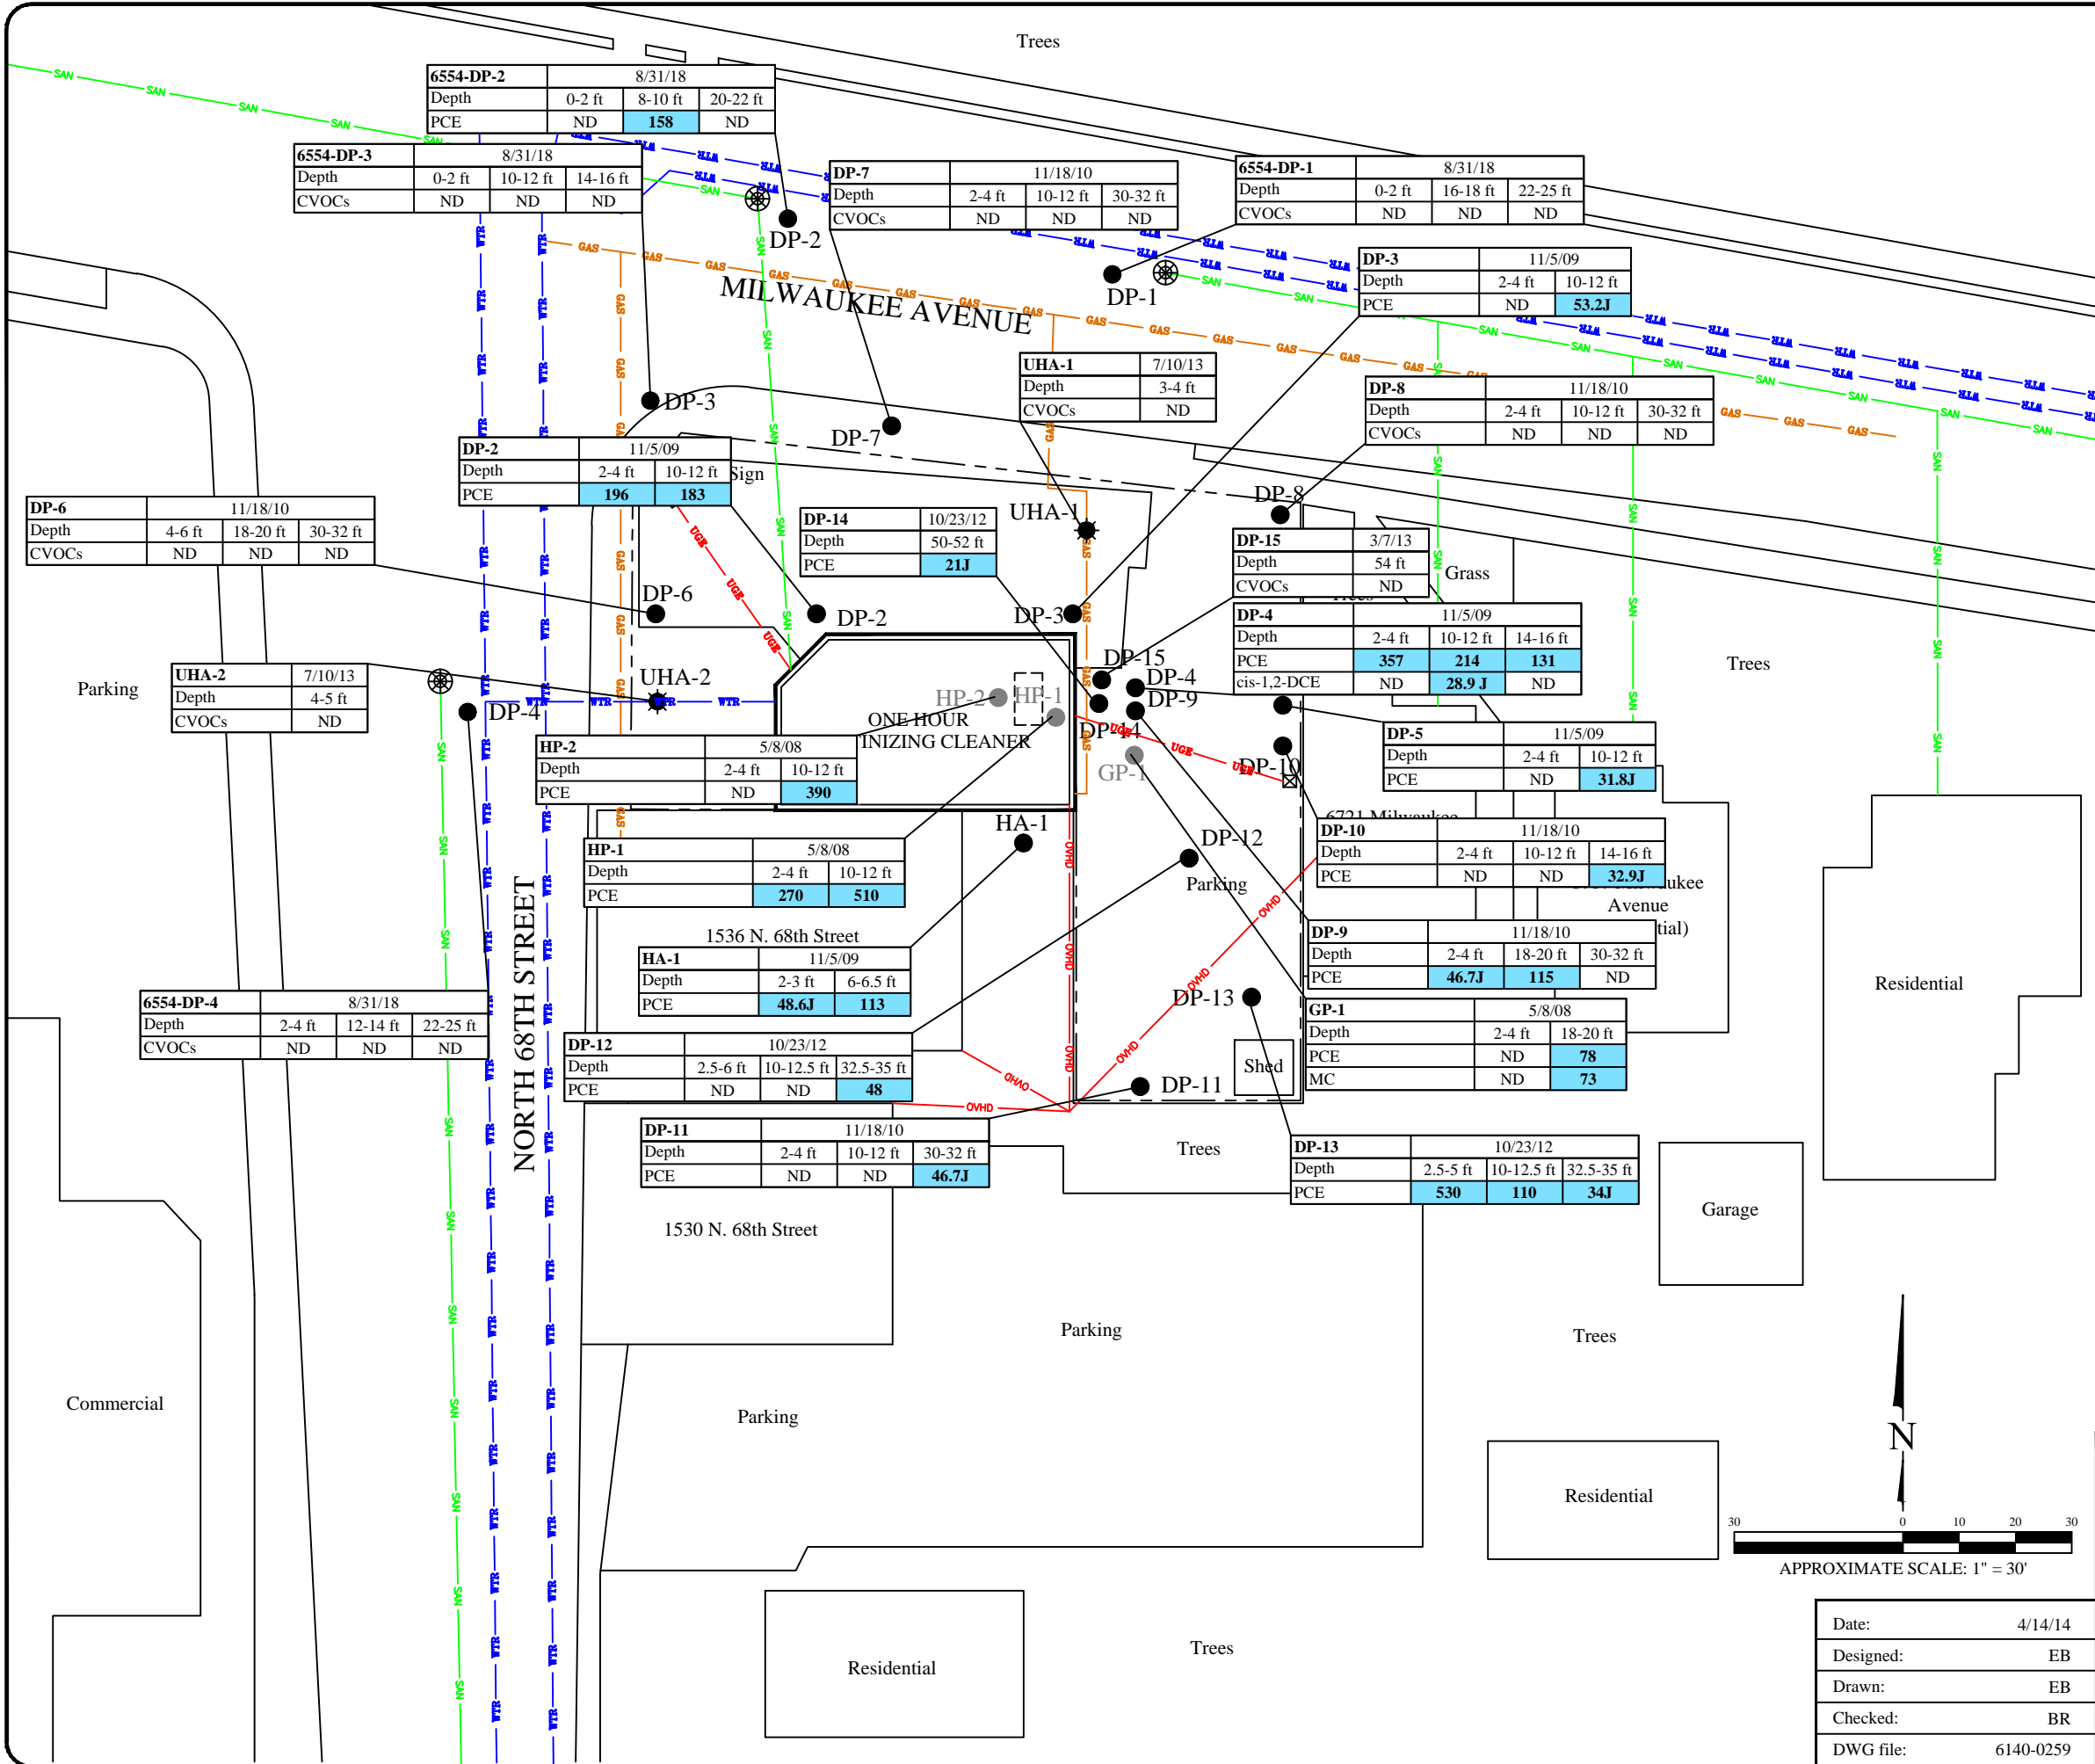 Trees
6554-DP-2 8/31/18
Depth 0-2 ft 8-10 ft 20-22 ft
PCE ND 158 ND
6554-DP-3 8/31/18
Depth 0-2 ft 10-12 ft 14-16 ft
CVOCs ND ND ND
DP-7 11/18/10
Depth 2-4 ft 10-12 ft 30-32 ft
CVOCs ND ND ND
6554-DP-1 8/31/18
Depth 0-2 ft 16-18 ft 22-25 ft
CVOCs ND ND ND
DP-2
DP-1
MILWAUKEE AVENUE
DP-3 11/5/09
Depth 2-4 ft 10-12 ft
PCE ND 53.2J
UHA-1 7/10/13
Depth 3-4 ft
CVOCs ND
DP-8 11/18/10
Depth 2-4 ft 10-12 ft 30-32 ft
CVOCs ND ND ND
DP-3
DP-7
DP-2 11/5/09
Depth 2-4 ft 10-12 ft
PCE 196 183
Sign
DP-6 11/18/10
Depth 4-6 ft 18-20 ft 30-32 ft
CVOCs ND ND ND
DP-14 10/23/12
Depth 50-52 ft
PCE 21J
UHA-1
DP-8
DP-15 3/7/13
Depth 54 ft
CVOCs ND
Grass
Trees
DP-4 11/5/09
Depth 2-4 ft 10-12 ft 14-16 ft
PCE 357 214 131
cis-1,2-DCE ND 28.9 J ND
DP-6
DP-2
DP-3
DP-15
DP-4
DP-9
DP-14
Trees
Parking
UHA-2 7/10/13
Depth 4-5 ft
CVOCs ND
UHA-2
DP-4
HP-2
HP-1
ONE HOUR
INIZING CLEANER
GP-1
DP-10
HP-2 5/8/08
Depth 2-4 ft 10-12 ft
PCE ND 390
DP-5 11/5/09
Depth 2-4 ft 10-12 ft
PCE ND 31.8J
6721 Milwaukee
DP-10 11/18/10
Depth 2-4 ft 10-12 ft 14-16 ft
PCE ND ND 32.9J
ukee
Avenue
tial)
HP-1 5/8/08
Depth 2-4 ft 10-12 ft
PCE 270 510
HA-1
DP-12
Parking
1536 N. 68th Street
HA-1 11/5/09
Depth 2-3 ft 6-6.5 ft
PCE 48.6J 113
DP-9 11/18/10
Depth 2-4 ft 18-20 ft 30-32 ft
PCE 46.7J 115 ND
NORTH 68TH STREET
Residential
6554-DP-4 8/31/18
Depth 2-4 ft 12-14 ft 22-25 ft
CVOCs ND ND ND
DP-13
GP-1 5/8/08
Depth 2-4 ft 18-20 ft
PCE ND 78
MC ND 73
DP-12 10/23/12
Depth 2.5-6 ft 10-12.5 ft 32.5-35 ft
PCE ND ND 48
Shed
DP-11
DP-11 11/18/10
Depth 2-4 ft 10-12 ft 30-32 ft
PCE ND ND 46.7J
Trees
DP-13 10/23/12
Depth 2.5-5 ft 10-12.5 ft 32.5-35 ft
PCE 530 110 34J
1530 N. 68th Street
Garage
Parking
Trees
Commercial
Parking
N
Residential
30 0 10 20 30
APPROXIMATE SCALE: 1" = 30'
Trees
Residential
Date: 4/14/14
Designed: EB
Drawn: EB
Checked: BR
DWG file: 6140-0259
SAN
WTR
GAS
UGE
OVHD